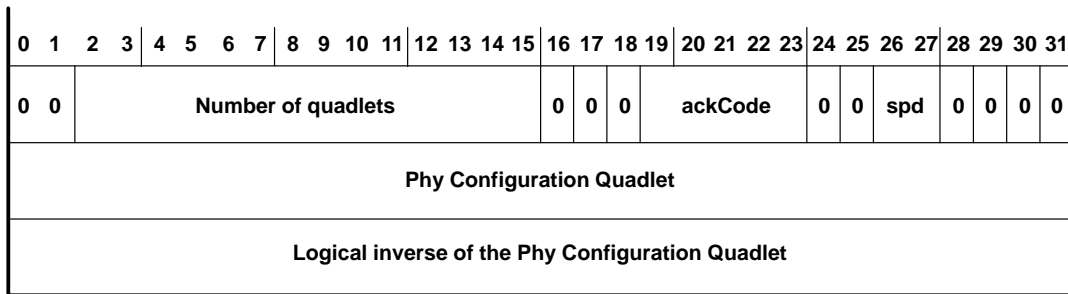 0 1 2 3 4 5 6 7 8 9 10 11 12 13 14 15 16 17 18 19 20 21 22 23 24 25 26 27 28 29 30 31
0 0 Number of quadlets 0 0 0 ackCode 0 0 spd 0 0 0 0
Phy Configuration Quadlet
Logical inverse of the Phy Configuration Quadlet